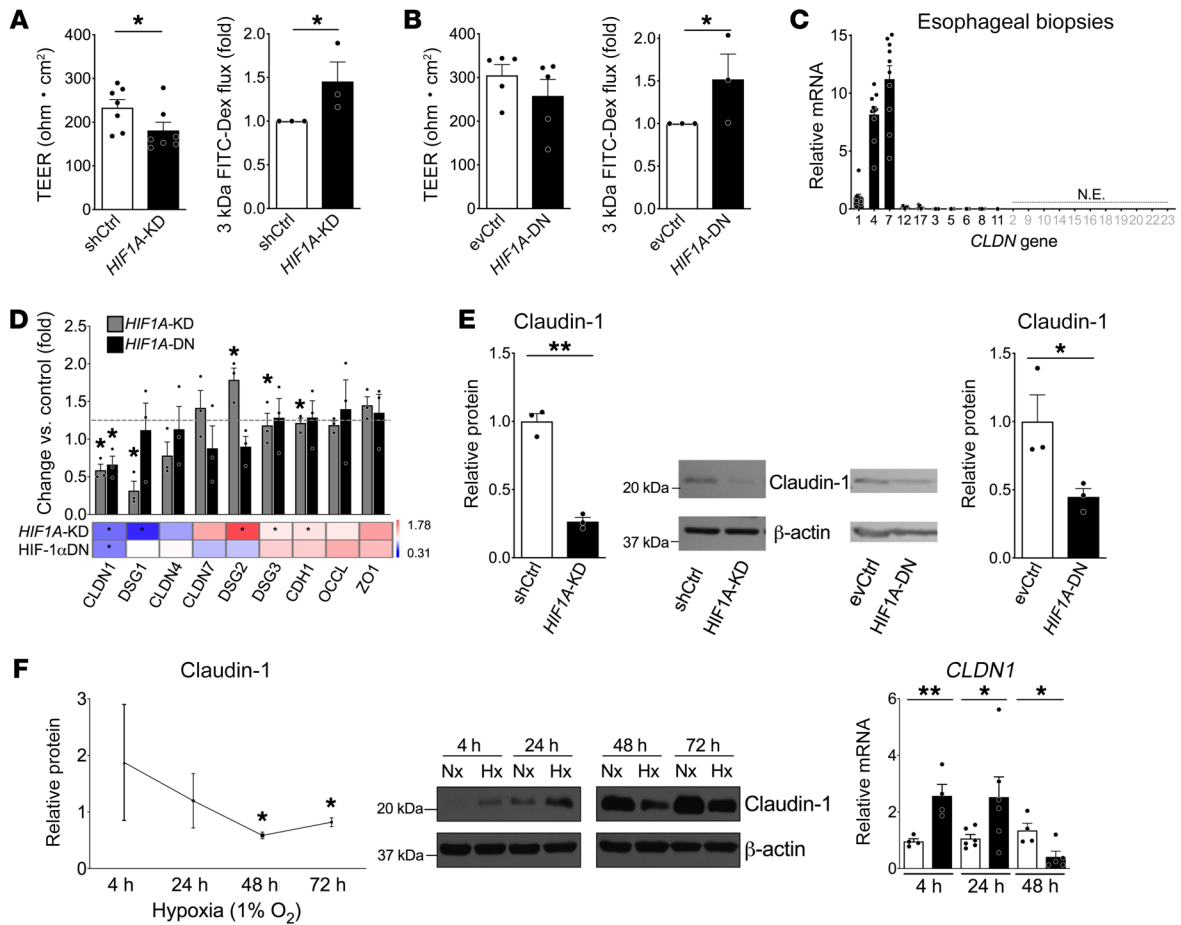 A
*
TEER (ohm • cm²)
400
300
200
100
0
shCtrl
HIF1A-KD
*
3 kDa FITC-Dex flux (fold)
2.0
1.5
1.0
0.5
0
shCtrl
HIF1A-KD
B
TEER (ohm • cm²)
400
300
200
100
0
evCtrl
HIF1A-DN
*
3 kDa FITC-Dex flux (fold)
2.0
1.5
1.0
0.5
0
evCtrl
HIF1A-DN
C
Esophageal biopsies
Relative mRNA
15
10
5
0
N.E.
1 4 7 12 17 3 5 6 8 11 2 9 10 14 15 16 18 19 20 22 23
CLDN gene
D
HIF1A-KD
HIF1A-DN
Change vs. control (fold)
2.5
2.0
1.5
1.0
0.5
0
* * * * * *
HIF1A-KD * * * * *
HIF-1αDN *
1.78
0.31
CLDN1 DSG1 CLDN4 CLDN7 DSG2 DSG3 CDH1 OCCL ZO1
E
Claudin-1
**
Relative protein
1.5
1.0
0.5
0.0
shCtrl
HIF1A-KD
20 kDa
37 kDa
Claudin-1
β-actin
shCtrl
HIF1A-KD
evCtrl
HIF1A-DN
Claudin-1
*
Relative protein
1.5
1.0
0.5
0.0
evCtrl
HIF1A-DN
F
Claudin-1
Relative protein
3
2
1
0
* *
4 h 24 h 48 h 72 h
Hypoxia (1% O₂)
4 h 24 h 48 h 72 h
Nx Hx Nx Hx Nx Hx Nx Hx
20 kDa
Claudin-1
37 kDa
β-actin
CLDN1
** * *
Relative mRNA
6
4
2
0
4 h 24 h 48 h